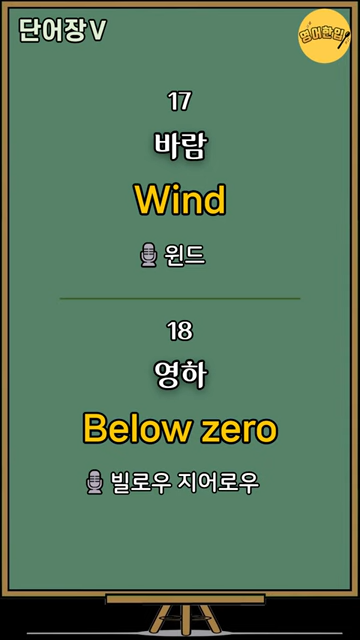 단어장 V
영어한입
17
바람
Wind
윈드
18
영하
Below zero
빌로우 지어로우